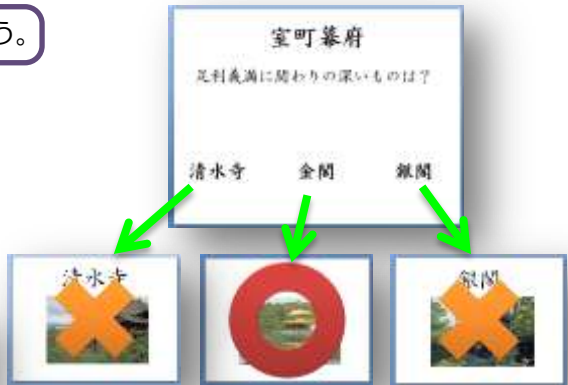 う。
室町幕府
足利義満に関わりの深いものは？
清水寺 金閣 銀閣
清水寺
銀閣